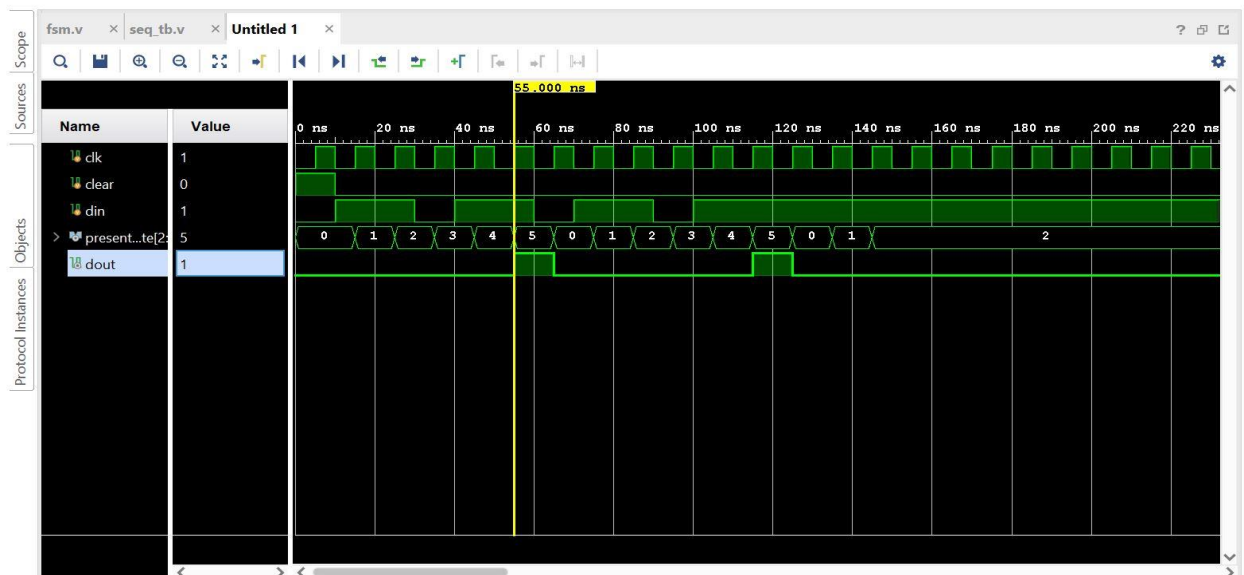 fsm.v × seq_tb.v × Untitled 1 ×
?
Scope
Sources
Objects
Protocol Instances
55.000 ns
Name Value
0 ns 20 ns 40 ns 60 ns 80 ns 100 ns 120 ns 140 ns 160 ns 180 ns 200 ns 220 ns
clk 1
clear 0
din 1
present...te[2: 5 0 1 2 3 4 5 0 1 2 3 4 5 0 1 2
dout 1